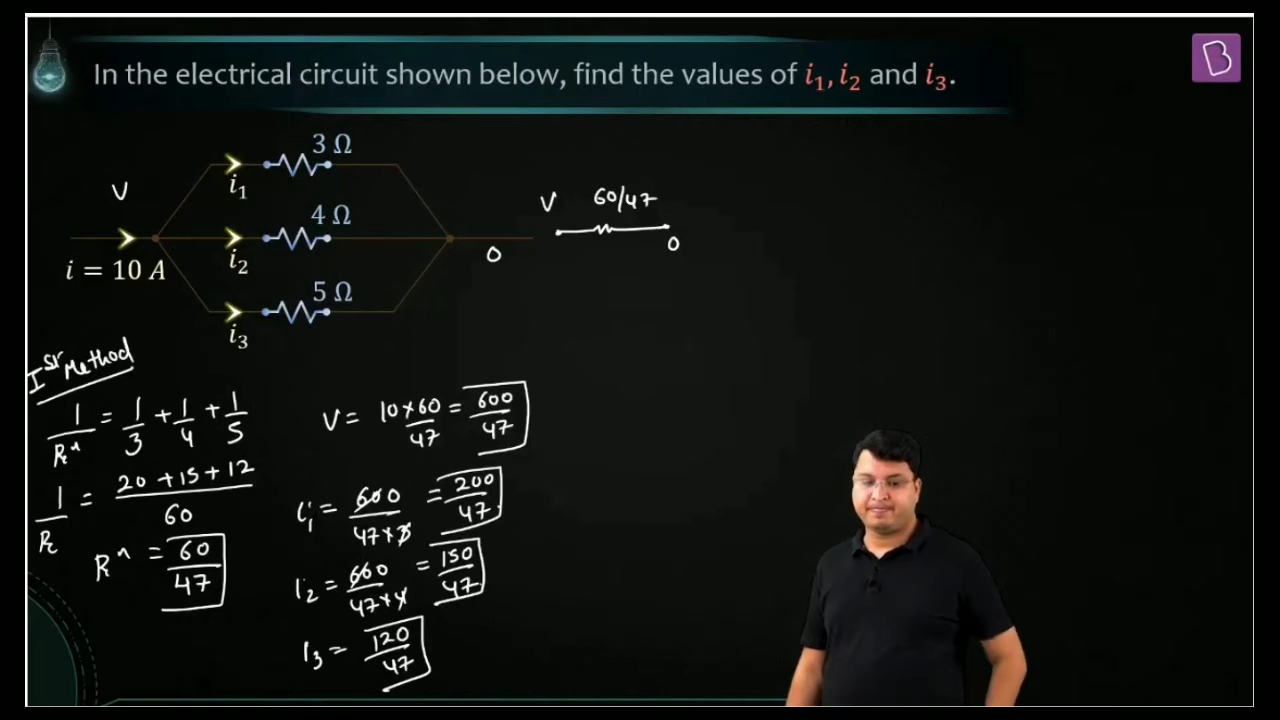 In the electrical circuit shown below, find the values of i₁, i₂ and i₃.
B
3 Ω
V
i₁
4 Ω
V 60/47
i = 10 A
i₂
0
0
5 Ω
i₃
Iˢᵗ Method
1/Rⁿ = 1/3 + 1/4 + 1/5
1/R = 20 + 15 + 12 / 60
Rⁿ = 60/47
V = 10×60/47 = 600/47
i₁ = 600/47×3 = 200/47
i₂ = 600/47×4 = 150/47
i₃ = 120/47